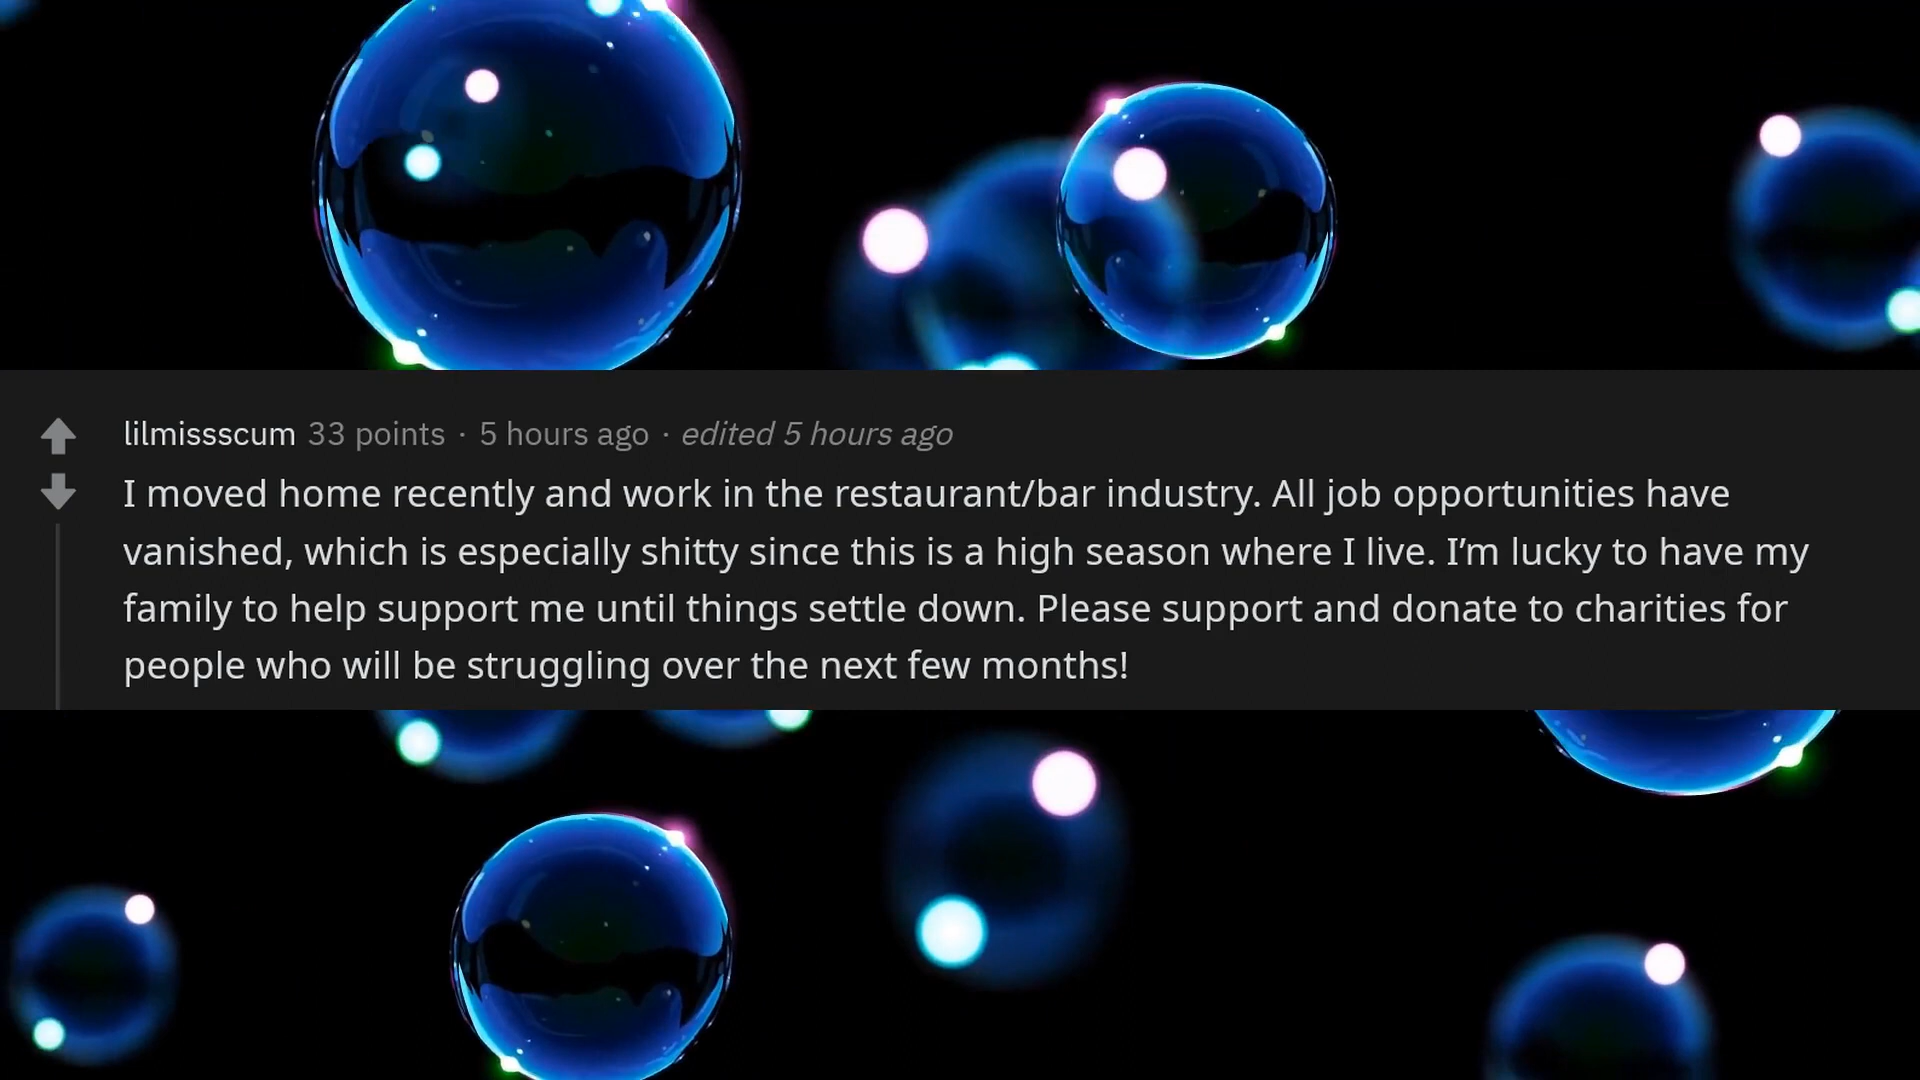 lilmissscum 33 points · 5 hours ago · edited 5 hours ago
I moved home recently and work in the restaurant/bar industry. All job opportunities have
vanished, which is especially shitty since this is a high season where I live. I’m lucky to have my
family to help support me until things settle down. Please support and donate to charities for
people who will be struggling over the next few months!